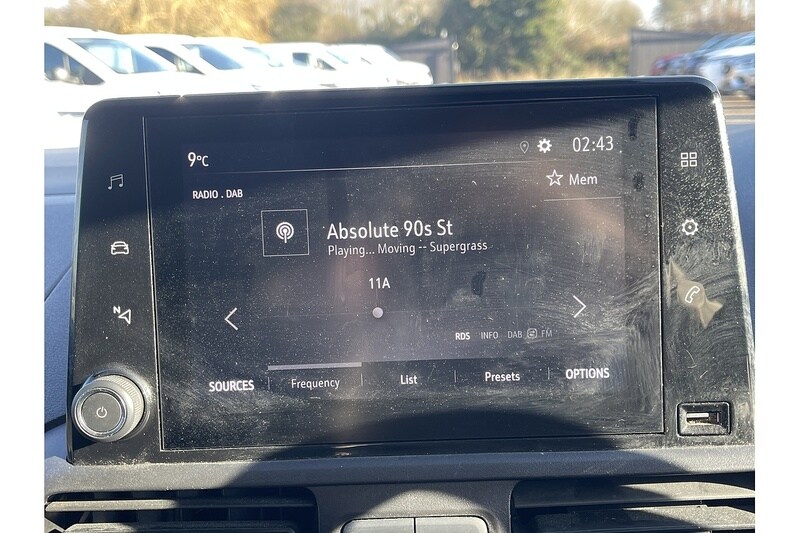 9°C 02:43
RADIO . DAB
Mem
Absolute 90s St
Playing... Moving -- Supergrass
11A
RDS INFO DAB FM
SOURCES Frequency List Presets OPTIONS
N